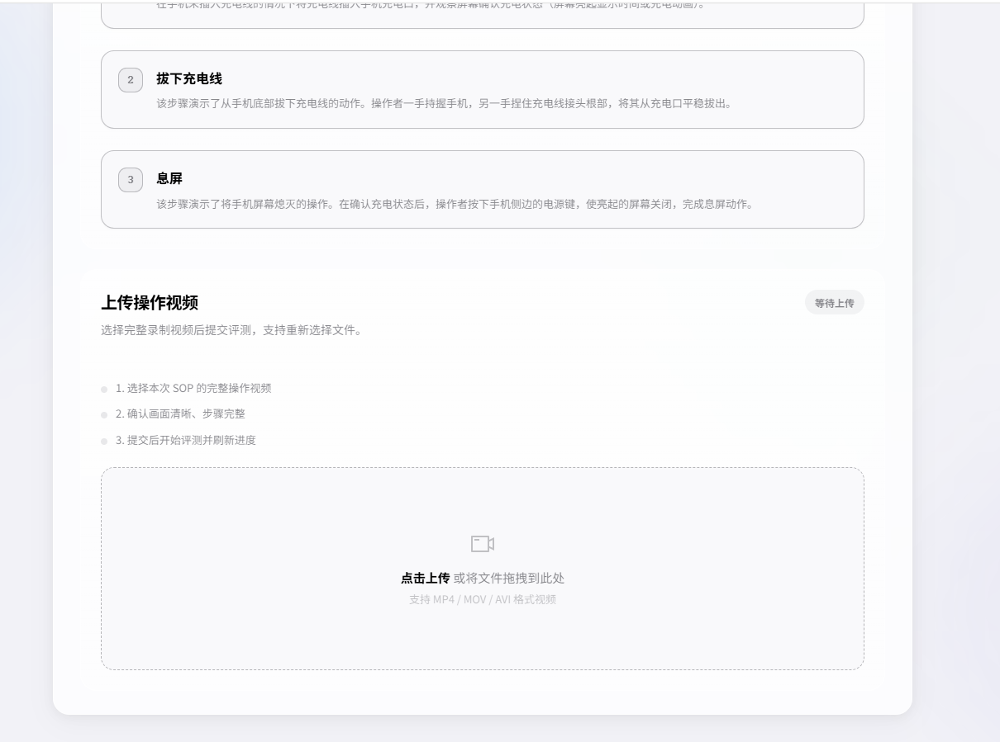 在手机未插入充电线的情况下将充电线插入手机充电口，并观察屏幕确认充电状态（屏幕亮起显示时间或充电动画）。
2
拔下充电线
该步骤演示了从手机底部拔下充电线的动作。操作者一手持握手机，另一手捏住充电线接头根部，将其从充电口平稳拔出。
3
息屏
该步骤演示了将手机屏幕熄灭的操作。在确认充电状态后，操作者按下手机侧边的电源键，使亮起的屏幕关闭，完成息屏动作。
上传操作视频
等待上传
选择完整录制视频后提交评测，支持重新选择文件。
1. 选择本次 SOP 的完整操作视频
2. 确认画面清晰、步骤完整
3. 提交后开始评测并刷新进度
点击上传 或将文件拖拽到此处
支持 MP4 / MOV / AVI 格式视频